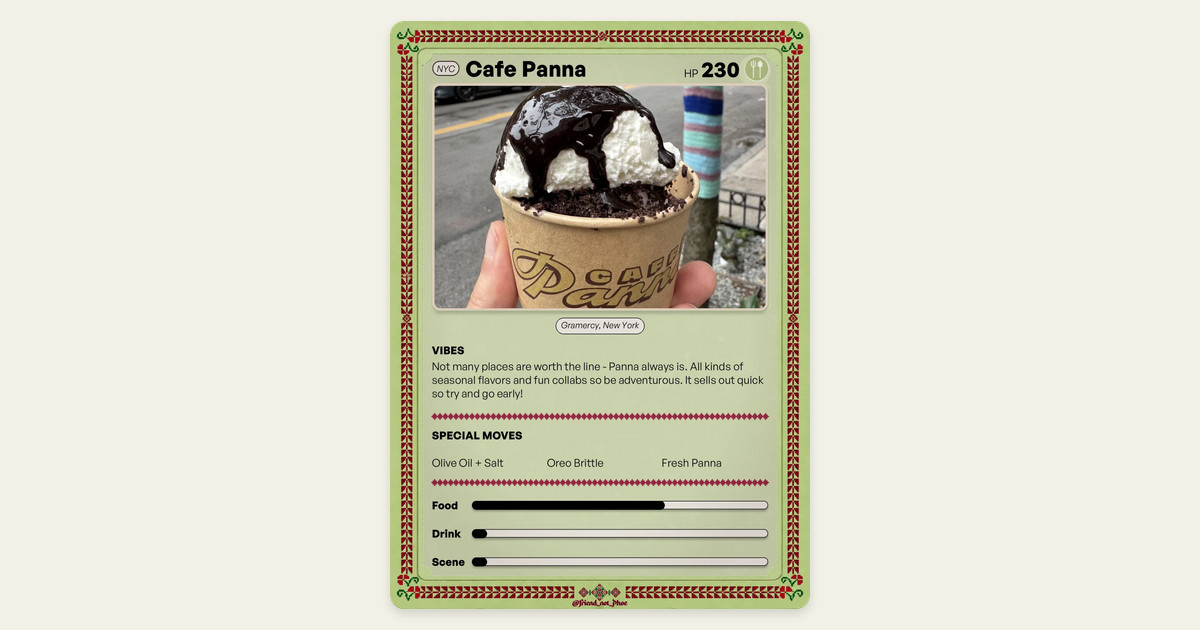 NYC Cafe Panna HP 230
CAFE
Panna
Gramercy, New York
VIBES
Not many places are worth the line - Panna always is. All kinds of
seasonal flavors and fun collabs so be adventurous. It sells out quick
so try and go early!
SPECIAL MOVES
Olive Oil + Salt Oreo Brittle Fresh Panna
Food
Drink
Scene
@friend_not_phoe